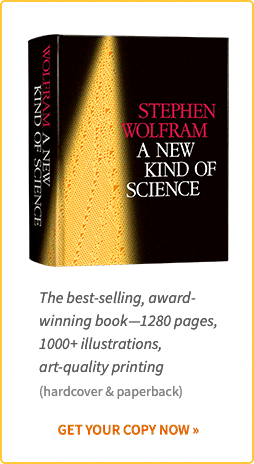 WOLFRAM A NEW
KIND OF SCIENCE
STEPHEN
WOLFRAM
A NEW
KIND OF
SCIENCE
The best-selling, award-
winning book—1280 pages,
1000+ illustrations,
art-quality printing
(hardcover & paperback)
GET YOUR COPY NOW »